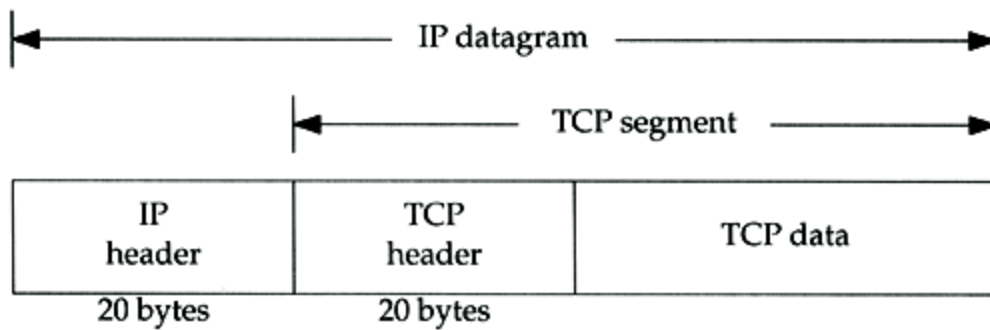 IP datagram
TCP segment
IP
header
TCP
header
TCP data
20 bytes
20 bytes